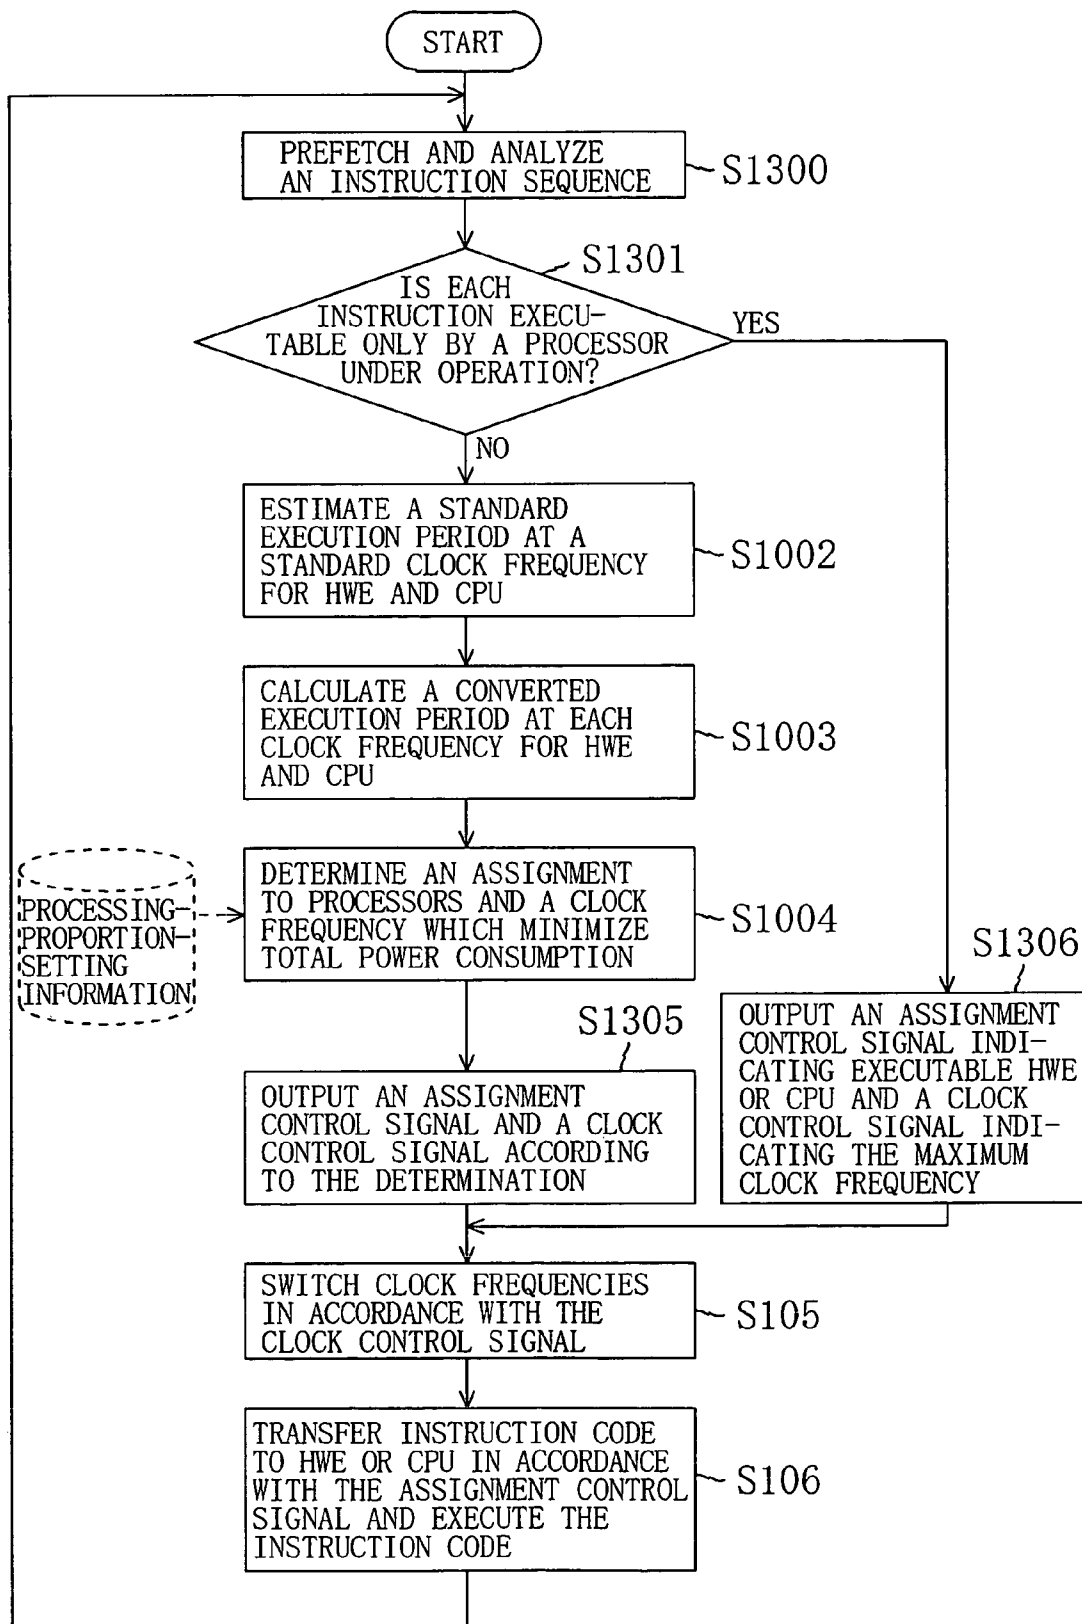 START
PREFETCH AND ANALYZE
AN INSTRUCTION SEQUENCE
S1300
S1301
IS EACH
INSTRUCTION EXECU-
TABLE ONLY BY A PROCESSOR
UNDER OPERATION?
YES
NO
ESTIMATE A STANDARD
EXECUTION PERIOD AT A
STANDARD CLOCK FREQUENCY
FOR HWE AND CPU
S1002
CALCULATE A CONVERTED
EXECUTION PERIOD AT EACH
CLOCK FREQUENCY FOR HWE
AND CPU
S1003
PROCESSING-
PROPORTION-
SETTING
INFORMATION
DETERMINE AN ASSIGNMENT
TO PROCESSORS AND A CLOCK
FREQUENCY WHICH MINIMIZE
TOTAL POWER CONSUMPTION
S1004
S1305
OUTPUT AN ASSIGNMENT
CONTROL SIGNAL AND A CLOCK
CONTROL SIGNAL ACCORDING
TO THE DETERMINATION
S1306
OUTPUT AN ASSIGNMENT
CONTROL SIGNAL INDI-
CATING EXECUTABLE HWE
OR CPU AND A CLOCK
CONTROL SIGNAL INDI-
CATING THE MAXIMUM
CLOCK FREQUENCY
SWITCH CLOCK FREQUENCIES
IN ACCORDANCE WITH THE
CLOCK CONTROL SIGNAL
S105
TRANSFER INSTRUCTION CODE
TO HWE OR CPU IN ACCORDANCE
WITH THE ASSIGNMENT CONTROL
SIGNAL AND EXECUTE THE
INSTRUCTION CODE
S106